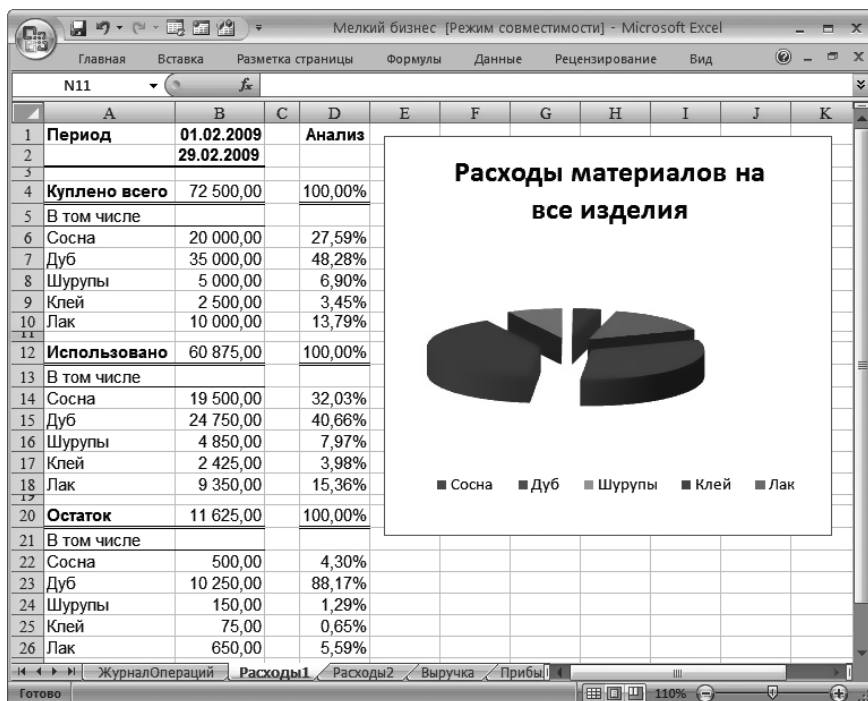 Мелкий бизнес [Режим совместимости] - Microsoft Excel
Главная Вставка Разметка страницы Формулы Данные Рецензирование Вид
N11 fx
A B C D E F G H I J K
1 Период 01.02.2009 Анализ
2 29.02.2009
3
4 Куплено всего 72 500,00 100,00%
5 В том числе
6 Сосна 20 000,00 27,59%
7 Дуб 35 000,00 48,28%
8 Шурупы 5 000,00 6,90%
9 Клей 2 500,00 3,45%
10 Лак 10 000,00 13,79%
11
12 Использовано 60 875,00 100,00%
13 В том числе
14 Сосна 19 500,00 32,03%
15 Дуб 24 750,00 40,66%
16 Шурупы 4 850,00 7,97%
17 Клей 2 425,00 3,98%
18 Лак 9 350,00 15,36%
19
20 Остаток 11 625,00 100,00%
21 В том числе
22 Сосна 500,00 4,30%
23 Дуб 10 250,00 88,17%
24 Шурупы 150,00 1,29%
25 Клей 75,00 0,65%
26 Лак 650,00 5,59%
Расходы материалов на
все изделия
Сосна Дуб Шурупы Клей Лак
ЖурналОпераций Расходы1 Расходы2 Выручка Прибы
Готово 110%